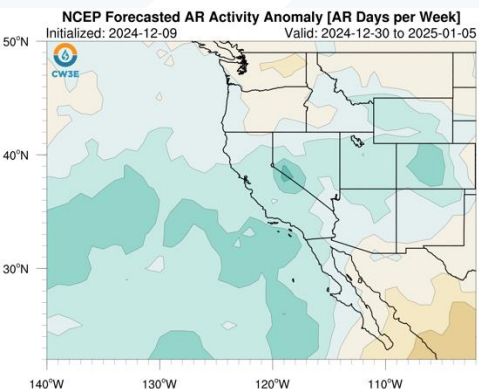 NCEP Forecasted AR Activity Anomaly [AR Days per Week]
Initialized: 2024-12-09 Valid: 2024-12-30 to 2025-01-05
50°N
CW3E
40°N
30°N
140°W 130°W 120°W 110°W